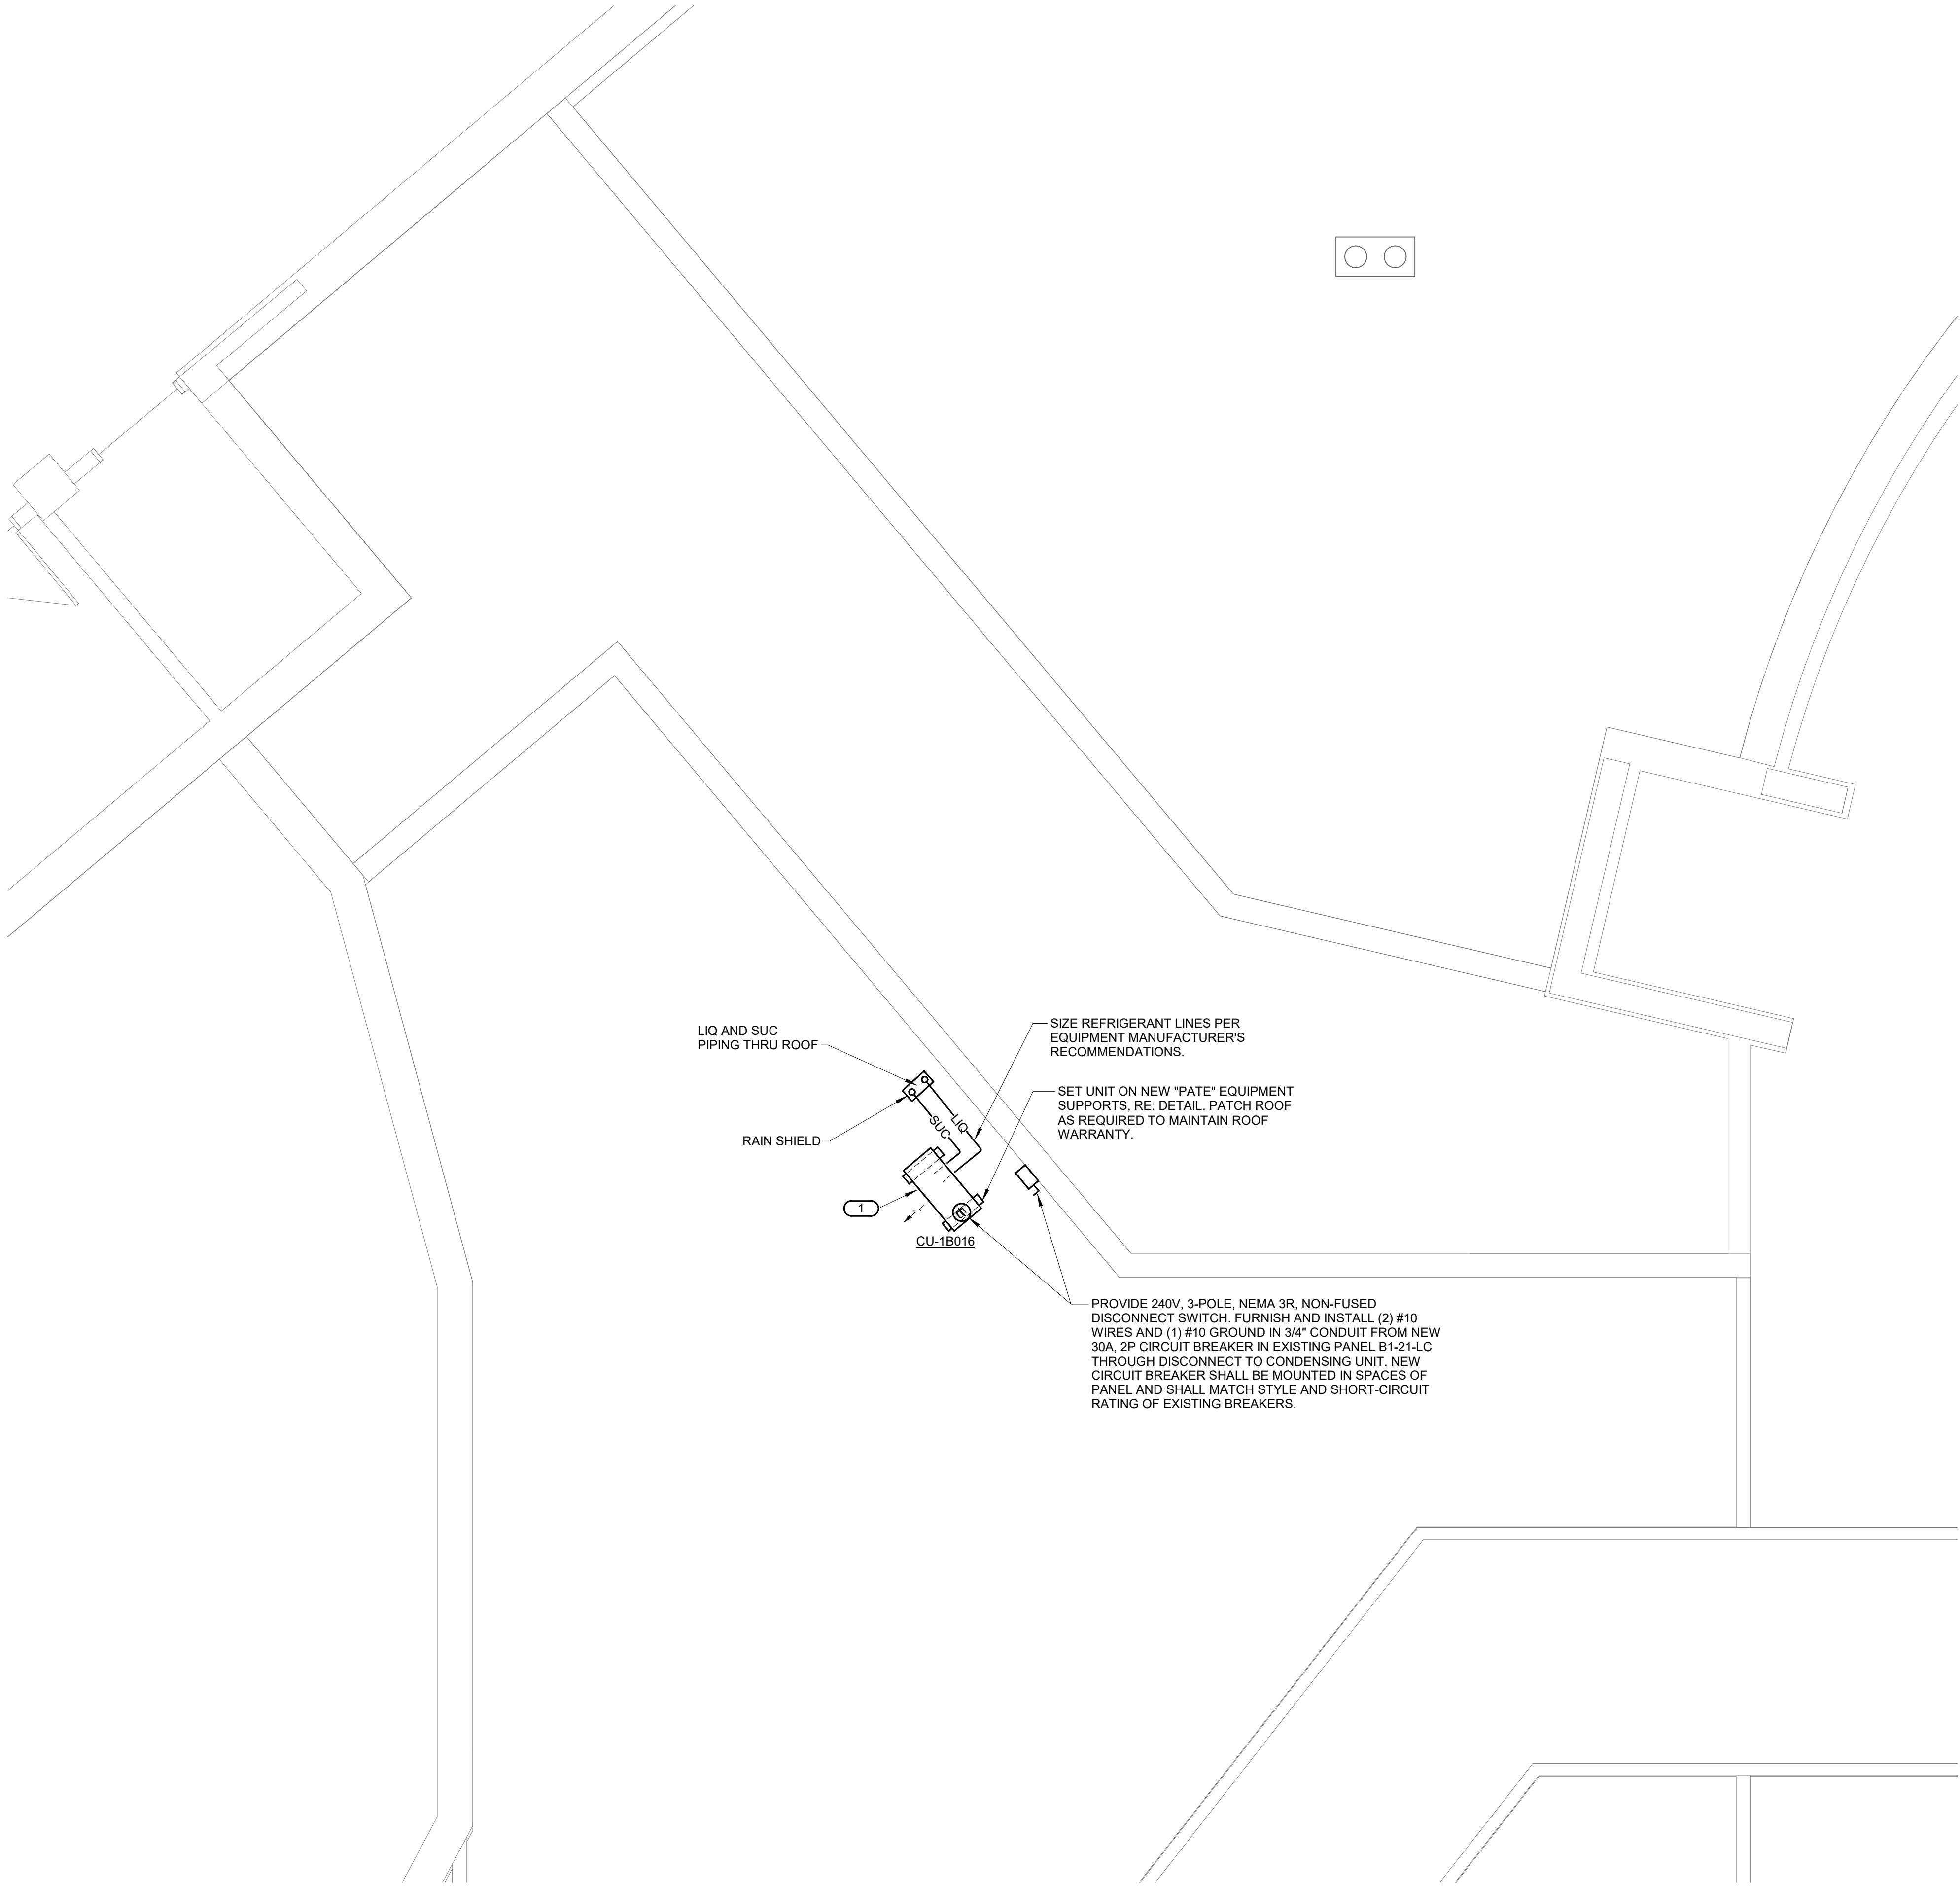 LIQ AND SUC
PIPING THRU ROOF
SIZE REFRIGERANT LINES PER
EQUIPMENT MANUFACTURER'S
RECOMMENDATIONS.
SET UNIT ON NEW "PATE" EQUIPMENT
SUPPORTS, RE: DETAIL. PATCH ROOF
AS REQUIRED TO MAINTAIN ROOF
WARRANTY.
LIQ
SUC
RAIN SHIELD
1
CU-1B016
PROVIDE 240V, 3-POLE, NEMA 3R, NON-FUSED
DISCONNECT SWITCH. FURNISH AND INSTALL (2) #10
WIRES AND (1) #10 GROUND IN 3/4" CONDUIT FROM NEW
30A, 2P CIRCUIT BREAKER IN EXISTING PANEL B1-21-LC
THROUGH DISCONNECT TO CONDENSING UNIT. NEW
CIRCUIT BREAKER SHALL BE MOUNTED IN SPACES OF
PANEL AND SHALL MATCH STYLE AND SHORT-CIRCUIT
RATING OF EXISTING BREAKERS.